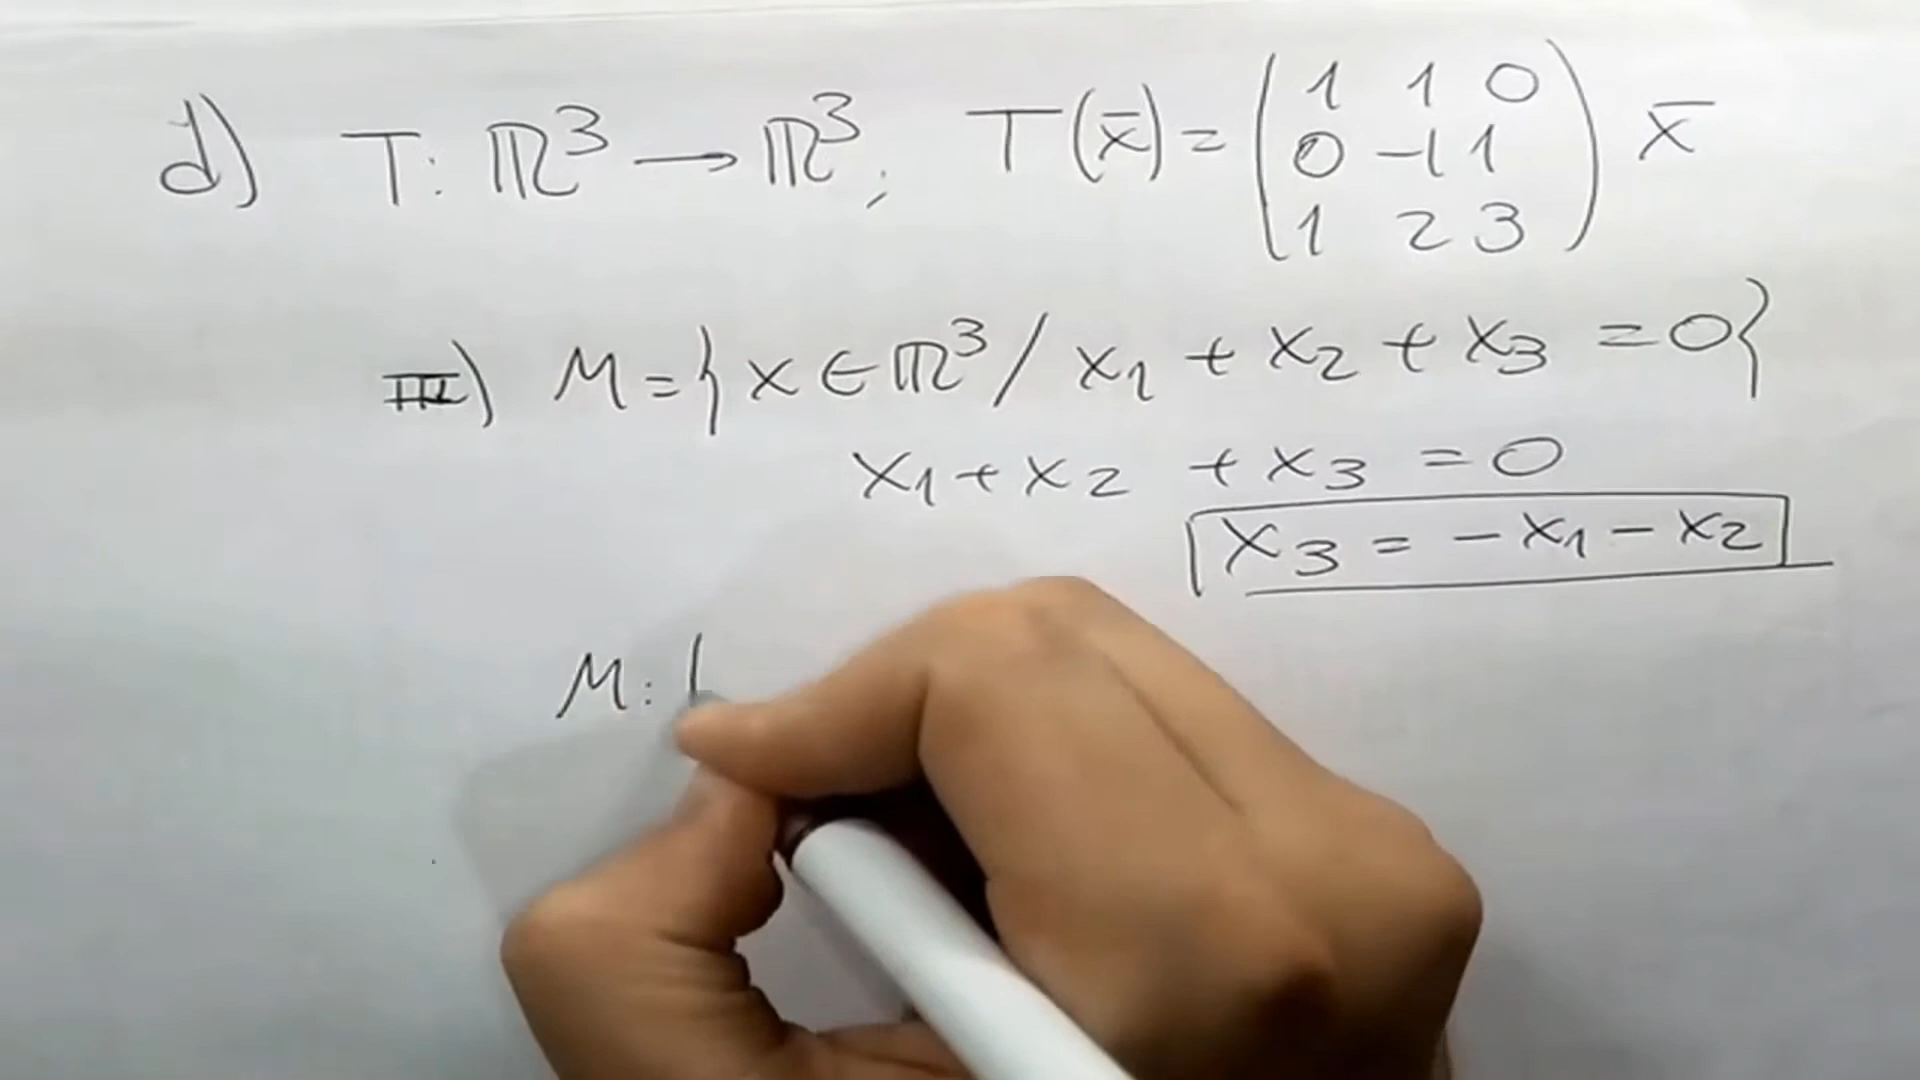 d) T: ℝ³ → ℝ³; T(x̄) = ( 1 1 0
0 -1 1
1 2 3 ) x̄
III) M = { x ∈ ℝ³ / x₁ + x₂ + x₃ = 0 }
x₁ + x₂ + x₃ = 0
x₃ = -x₁ - x₂
M: (